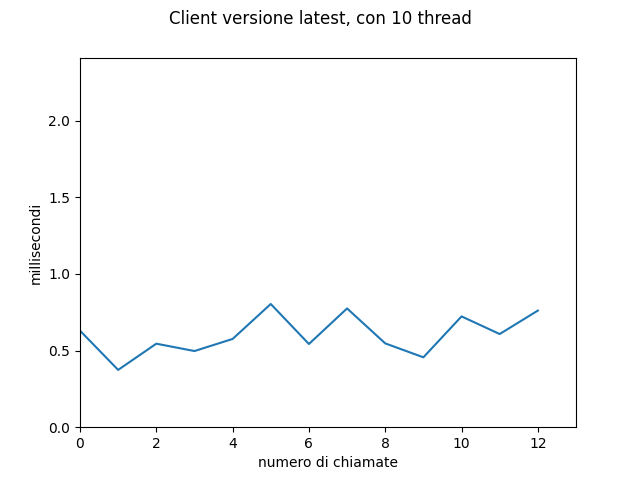 Client versione latest, con 10 thread
millisecondi
2.0
1.5
1.0
0.5
0.0
0 2 4 6 8 10 12
numero di chiamate